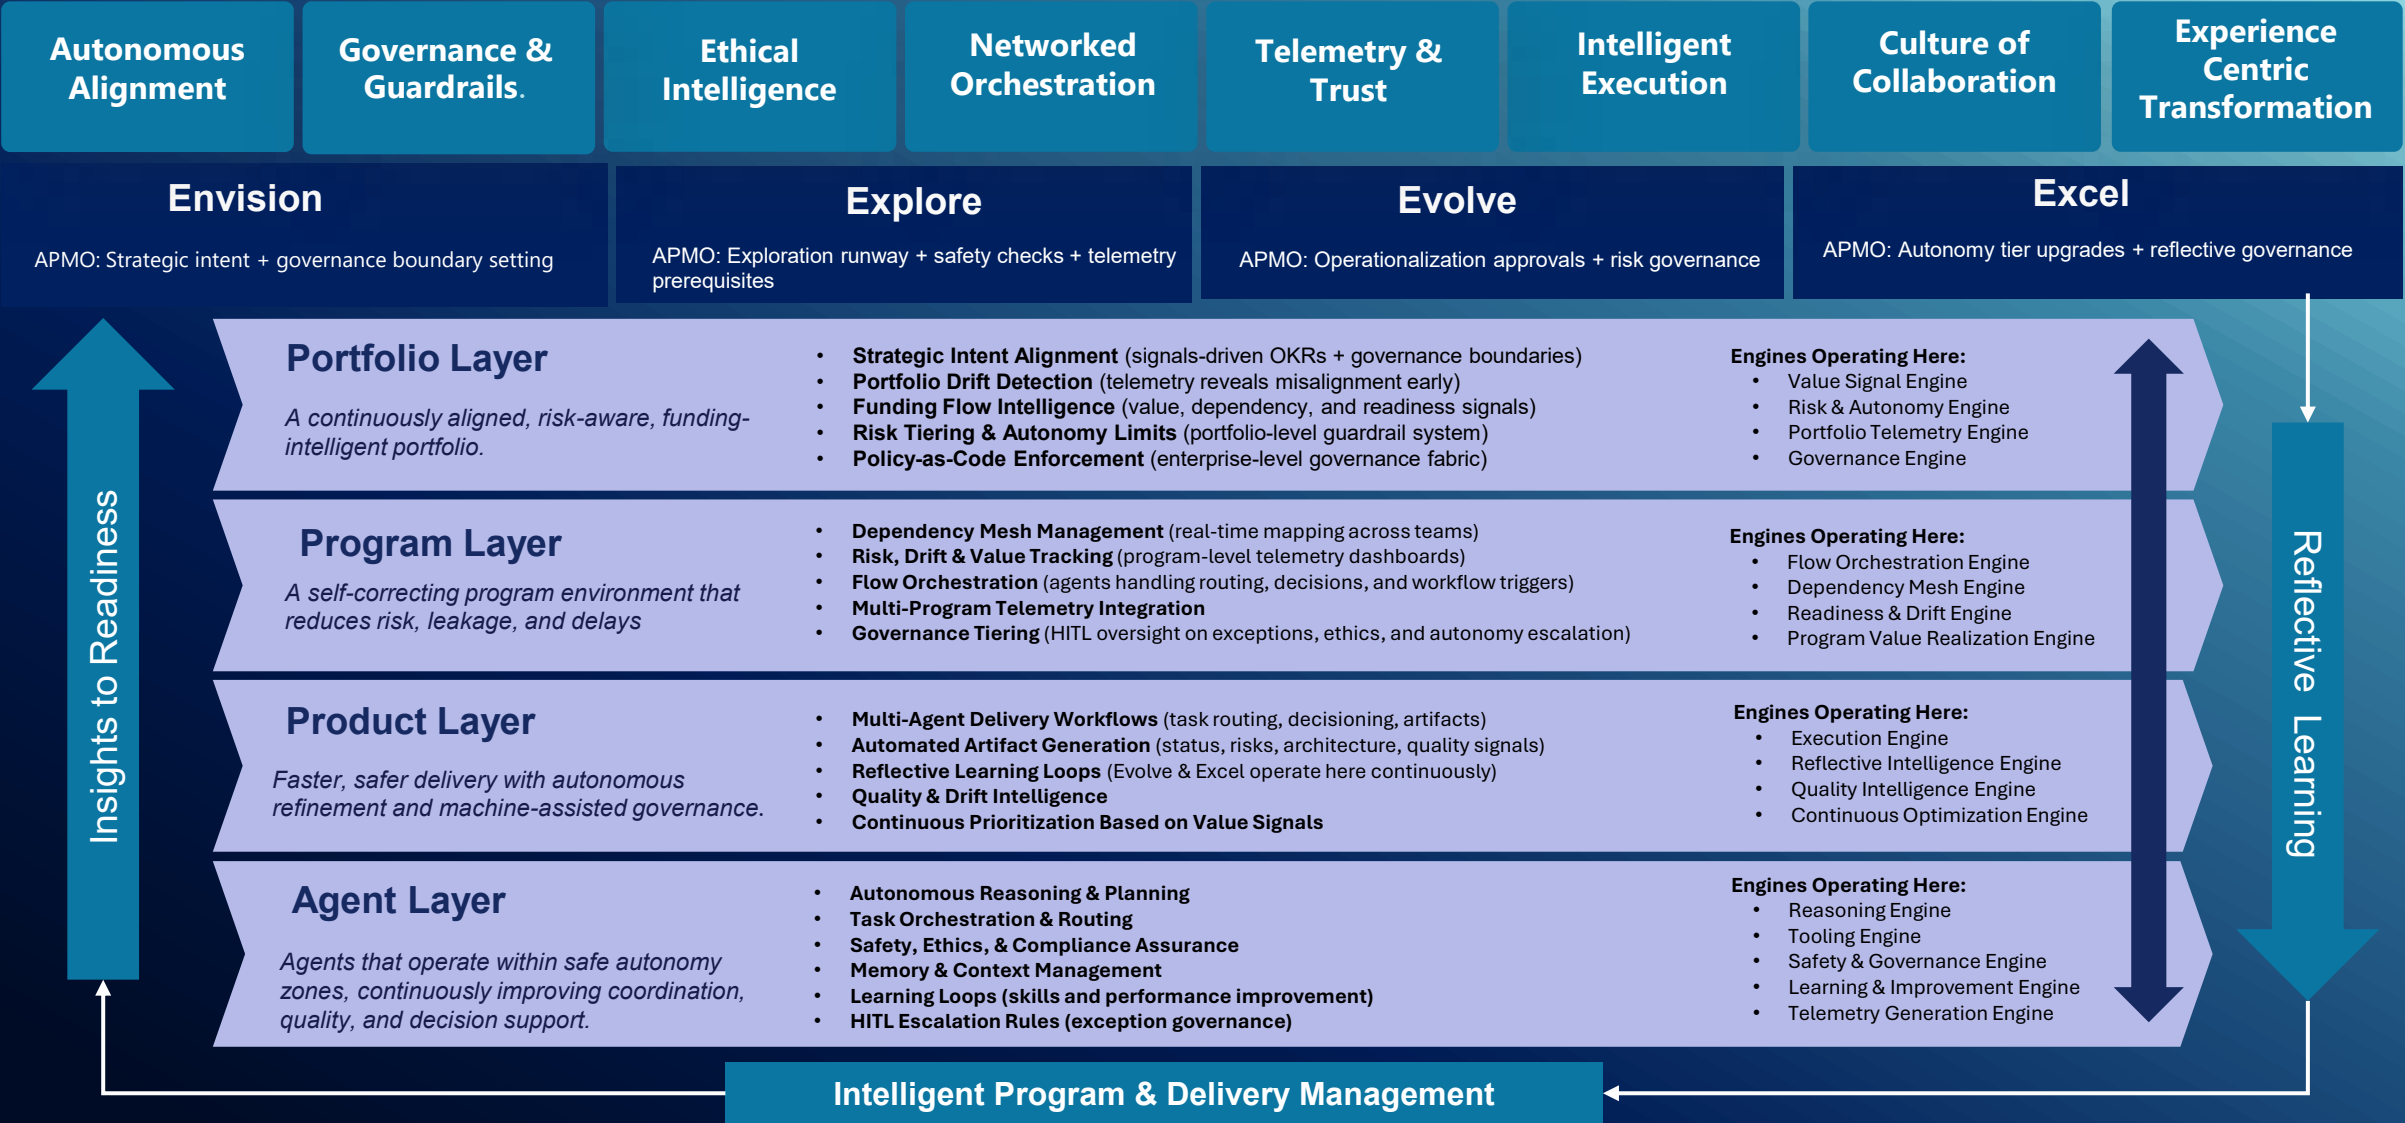 Autonomous
Alignment
Governance &
Guardrails.
Ethical
Intelligence
Networked
Orchestration
Telemetry &
Trust
Intelligent
Execution
Culture of
Collaboration
Experience
Centric
Transformation
Envision
APMO: Strategic intent + governance boundary setting
Explore
APMO: Exploration runway + safety checks + telemetry
prerequisites
Evolve
APMO: Operationalization approvals + risk governance
Excel
APMO: Autonomy tier upgrades + reflective governance
Insights to Readiness
Portfolio Layer
A continuously aligned, risk-aware, funding-
intelligent portfolio.
• Strategic Intent Alignment (signals-driven OKRs + governance boundaries)
• Portfolio Drift Detection (telemetry reveals misalignment early)
• Funding Flow Intelligence (value, dependency, and readiness signals)
• Risk Tiering & Autonomy Limits (portfolio-level guardrail system)
• Policy-as-Code Enforcement (enterprise-level governance fabric)
Engines Operating Here:
• Value Signal Engine
• Risk & Autonomy Engine
• Portfolio Telemetry Engine
• Governance Engine
Program Layer
A self-correcting program environment that
reduces risk, leakage, and delays
• Dependency Mesh Management (real-time mapping across teams)
• Risk, Drift & Value Tracking (program-level telemetry dashboards)
• Flow Orchestration (agents handling routing, decisions, and workflow triggers)
• Multi-Program Telemetry Integration
• Governance Tiering (HITL oversight on exceptions, ethics, and autonomy escalation)
Engines Operating Here:
• Flow Orchestration Engine
• Dependency Mesh Engine
• Readiness & Drift Engine
• Program Value Realization Engine
Product Layer
Faster, safer delivery with autonomous
refinement and machine-assisted governance.
• Multi-Agent Delivery Workflows (task routing, decisioning, artifacts)
• Automated Artifact Generation (status, risks, architecture, quality signals)
• Reflective Learning Loops (Evolve & Excel operate here continuously)
• Quality & Drift Intelligence
• Continuous Prioritization Based on Value Signals
Engines Operating Here:
• Execution Engine
• Reflective Intelligence Engine
• Quality Intelligence Engine
• Continuous Optimization Engine
Agent Layer
Agents that operate within safe autonomy
zones, continuously improving coordination,
quality, and decision support.
• Autonomous Reasoning & Planning
• Task Orchestration & Routing
• Safety, Ethics, & Compliance Assurance
• Memory & Context Management
• Learning Loops (skills and performance improvement)
• HITL Escalation Rules (exception governance)
Engines Operating Here:
• Reasoning Engine
• Tooling Engine
• Safety & Governance Engine
• Learning & Improvement Engine
• Telemetry Generation Engine
Reflective Learning
Intelligent Program & Delivery Management